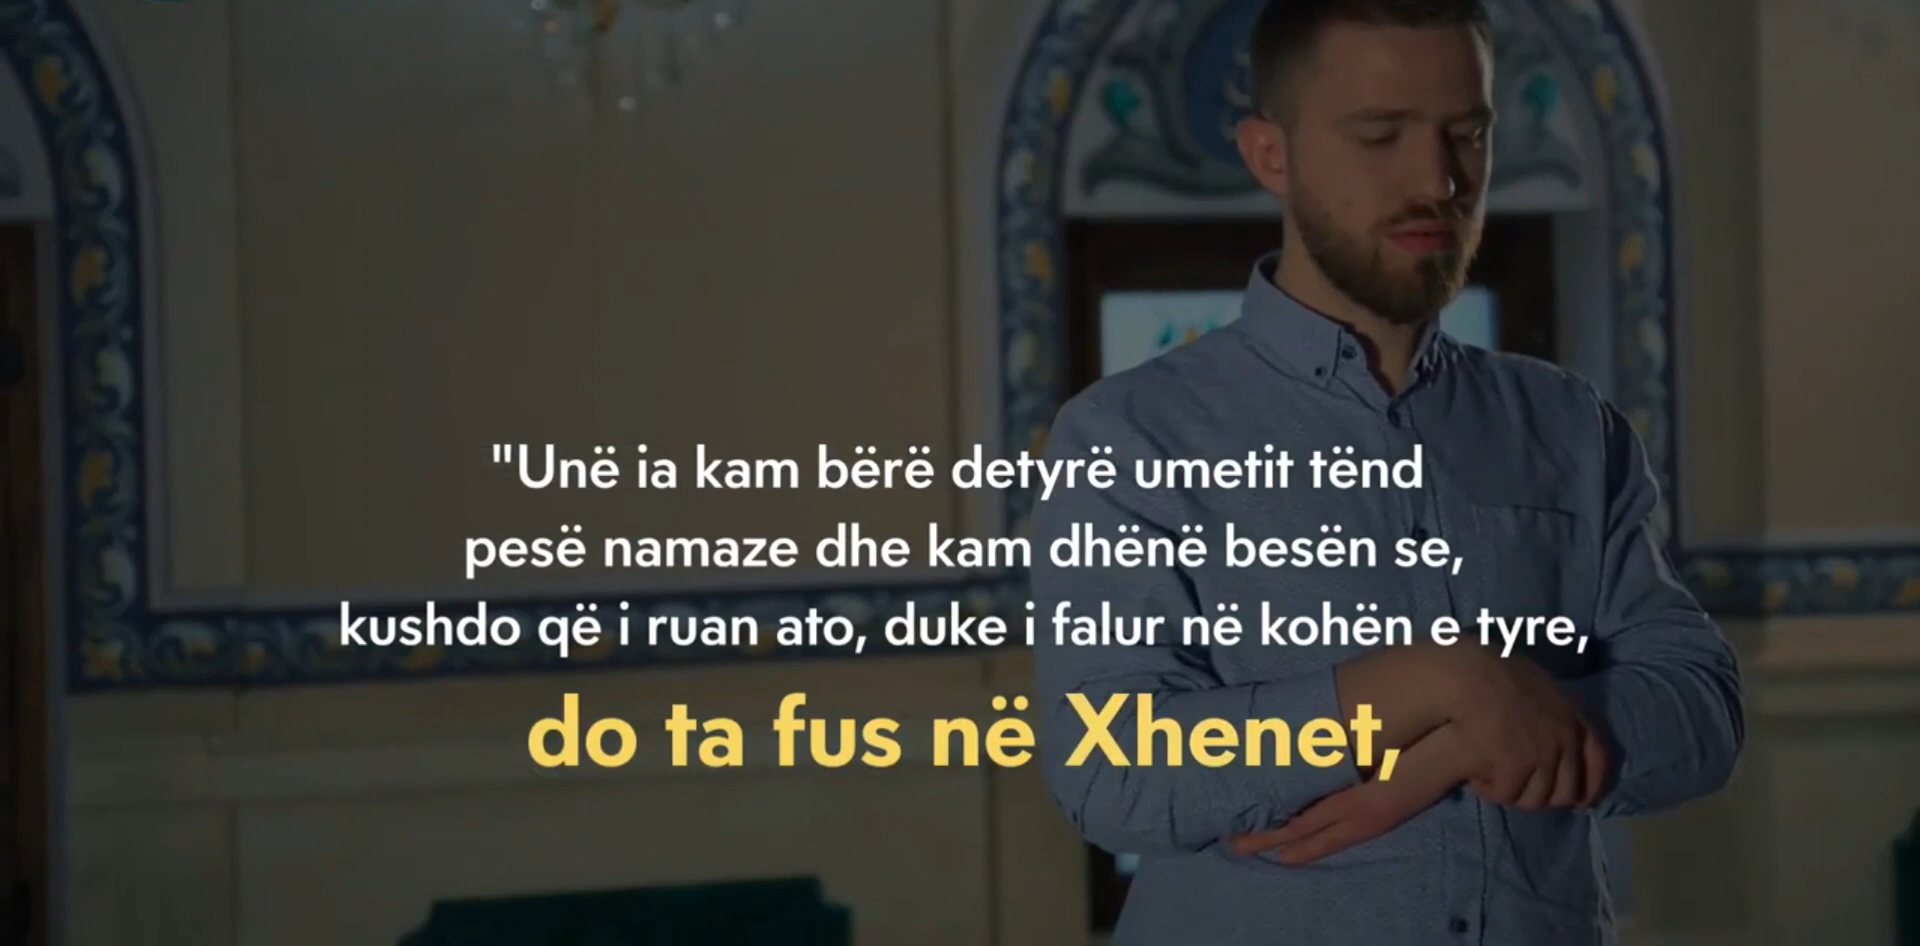 "Unë ia kam bërë detyrë umetit tënd
pesë namaze dhe kam dhënë besën se,
kushdo që i ruan ato, duke i falur në kohën e tyre,
do ta fus në Xhenet,